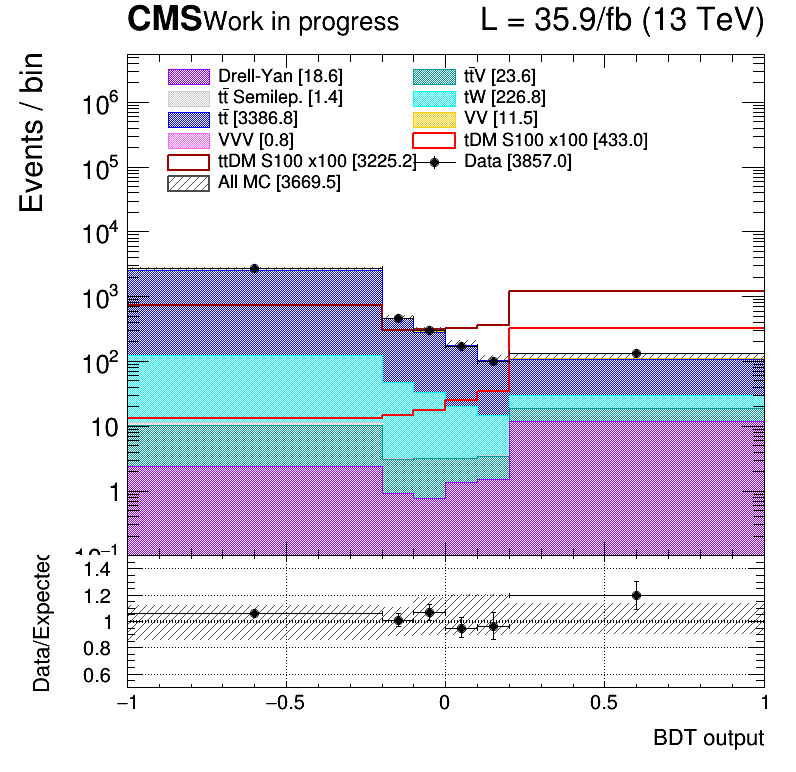 CMS Work in progress L = 35.9/fb (13 TeV)
Events / bin
Drell-Yan [18.6]
tt̄ Semilep. [1.4]
tt̄ [3386.8]
VVV [0.8]
ttDM S100 x100 [3225.2]
All MC [3669.5]
tt̄V [23.6]
tW [226.8]
VV [11.5]
tDM S100 x100 [433.0]
Data [3857.0]
10⁶
10⁵
10⁴
10³
10²
10
1
10⁻¹
Data/Expected
1.4
1.2
1
0.8
0.6
−1 −0.5 0 0.5 1
BDT output